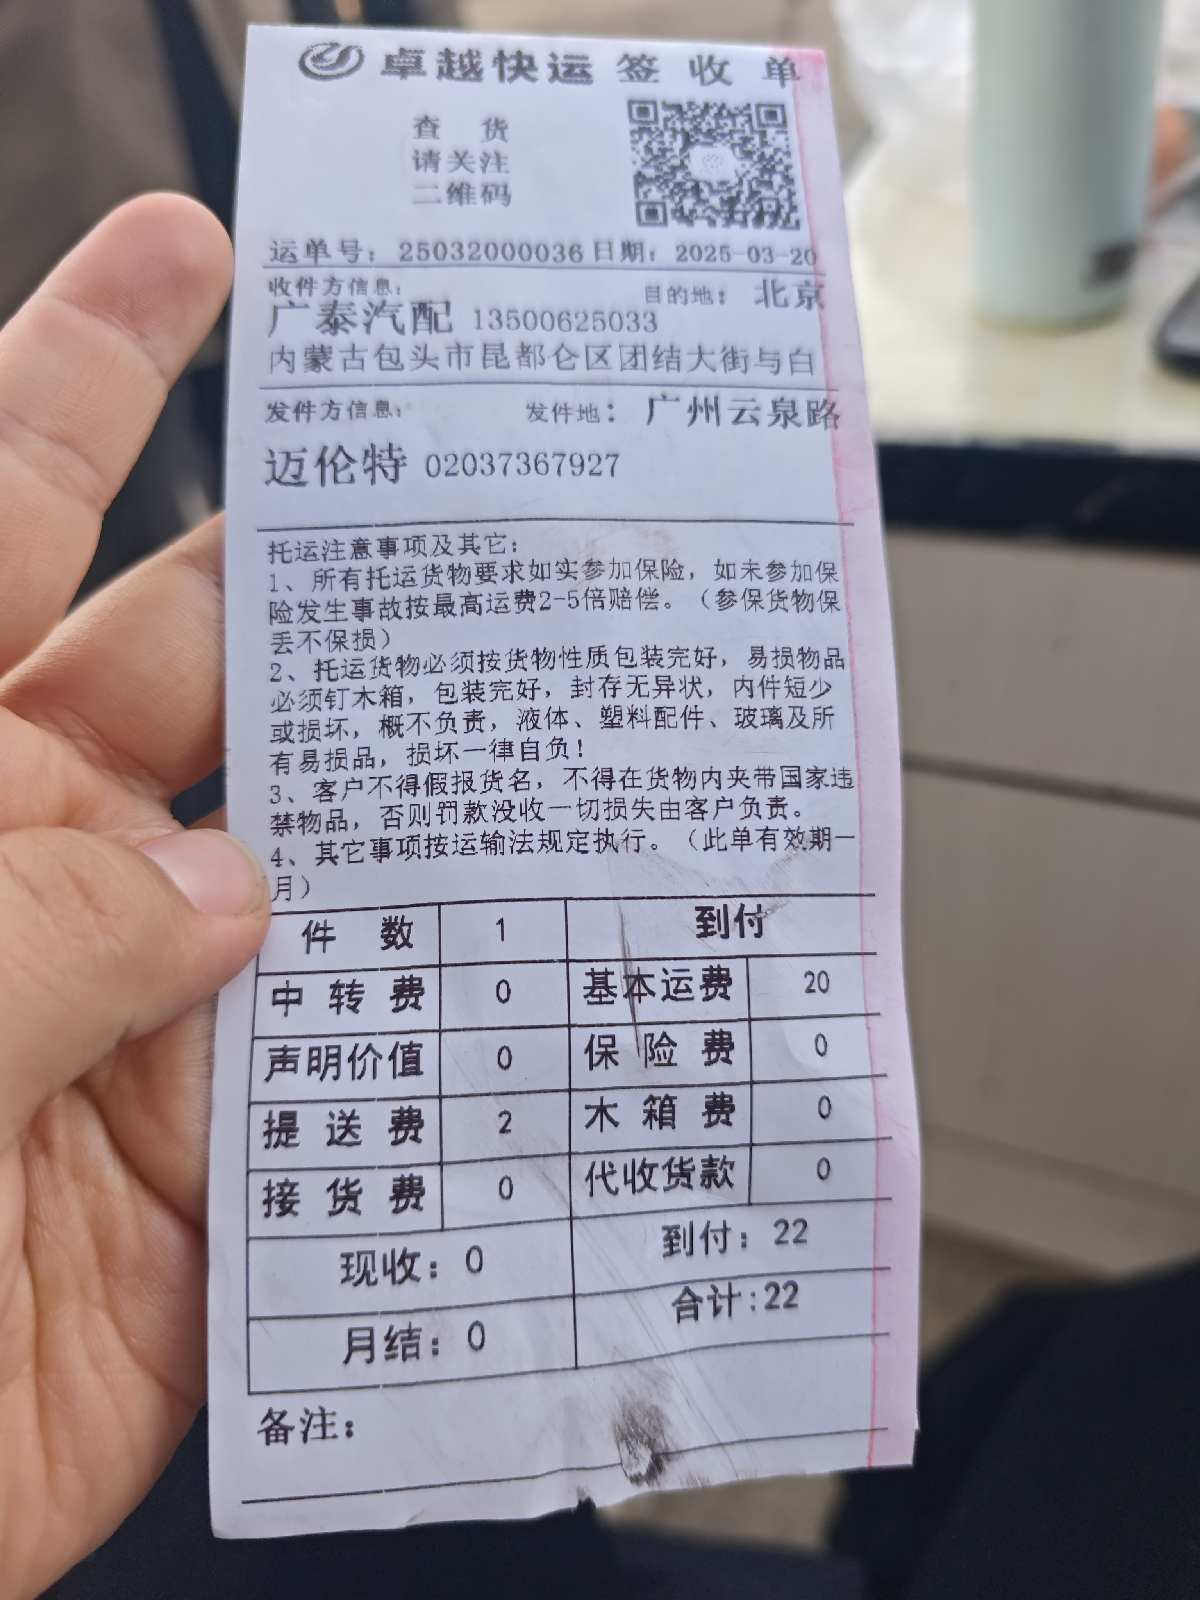 卓越快运 签收单
查 货
请关注
二维码
运单号：25032000036 日期：2025-03-20
收件方信息： 目的地：北京
广泰汽配 13500625033
内蒙古包头市昆都仑区团结大街与白
发件方信息： 发件地：广州云泉路
迈伦特 02037367927
托运注意事项及其它：
1、所有托运货物要求如实参加保险，如未参加保
险发生事故按最高运费2-5倍赔偿。（参保货物保
丢不保损）
2、托运货物必须按货物性质包装完好，易损物品
必须钉木箱，包装完好，封存无异状，内件短少
或损坏，概不负责，液体、塑料配件、玻璃及所
有易损品，损坏一律自负！
3、客户不得假报货名，不得在货物内夹带国家违
禁物品，否则罚款没收一切损失由客户负责。
4、其它事项按运输法规定执行。（此单有效期一
月）
件 数 1 到付
中 转 费 0 基本运费 20
声明价值 0 保 险 费 0
提 送 费 2 木 箱 费 0
接 货 费 0 代收货款 0
现收：0 到付：22
月结：0 合计:22
备注：